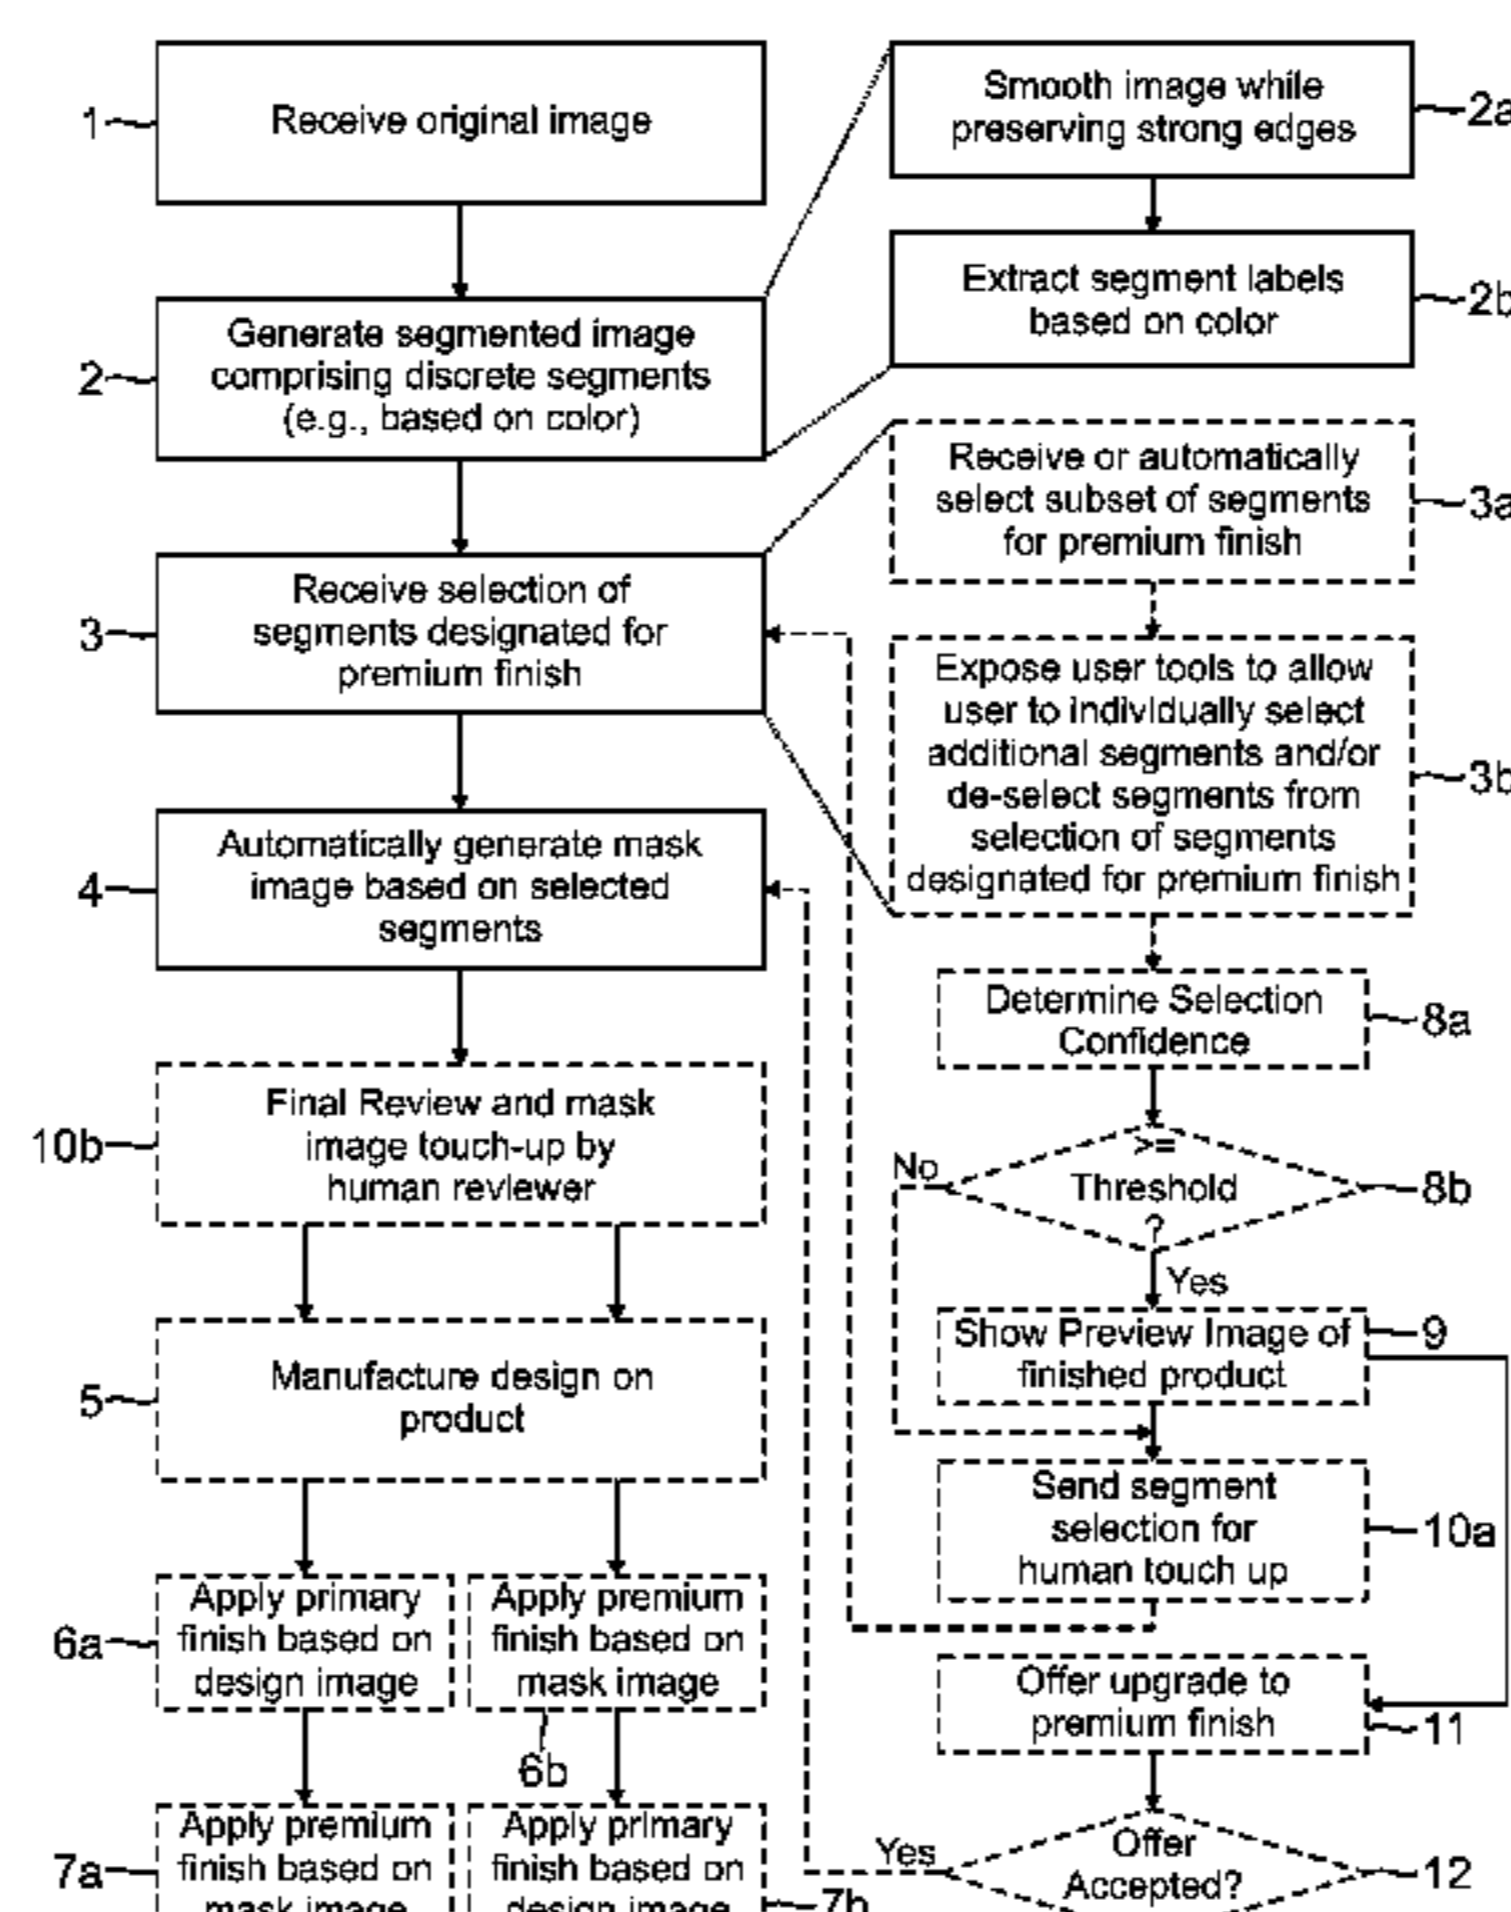 1
Receive original image
2
Generate segmented image
comprising discrete segments
(e.g., based on color)
Smooth image while
preserving strong edges
2a
Extract segment labels
based on color
2b
3
Receive selection of
segments designated for
premium finish
Receive or automatically
select subset of segments
for premium finish
3a
Expose user tools to allow
user to individually select
additional segments and/or
de-select segments from
selection of segments
designated for premium finish
3b
4
Automatically generate mask
image based on selected
segments
Determine Selection
Confidence
8a
10b
Final Review and mask
image touch-up by
human reviewer
No
>=
Threshold
?
8b
Yes
Show Preview Image of
finished product
9
5
Manufacture design on
product
Send segment
selection for
human touch up
10a
6a
Apply primary
finish based on
design image
Apply premium
finish based on
mask image
6b
Offer upgrade to
premium finish
11
7a
Apply premium
finish based on
mask image
Apply primary
finish based on
design image
7b
Yes
Offer
Accepted?
12